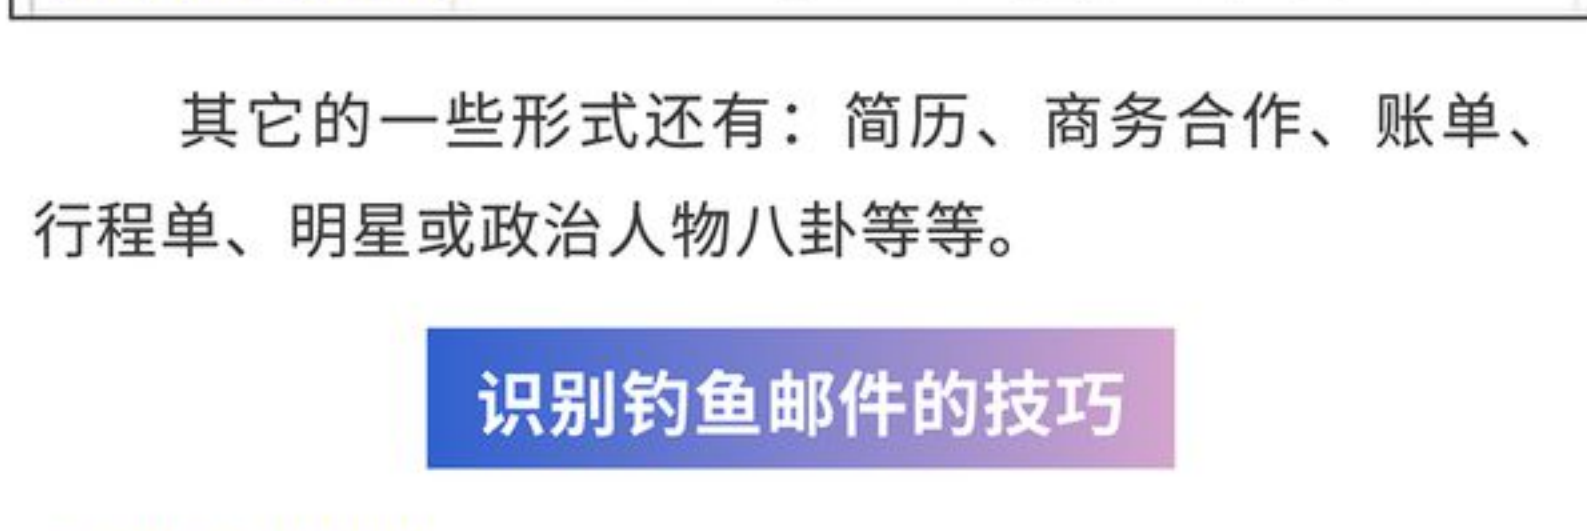 其它的一些形式还有：简历、商务合作、账单、
行程单、明星或政治人物八卦等等。
识别钓鱼邮件的技巧